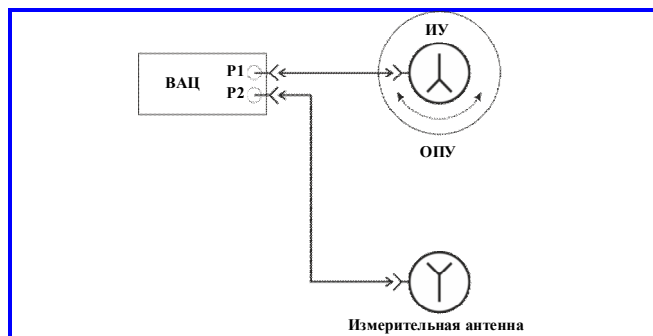 ИУ
ВАЦ
P1
P2
ОПУ
Измерительная антенна